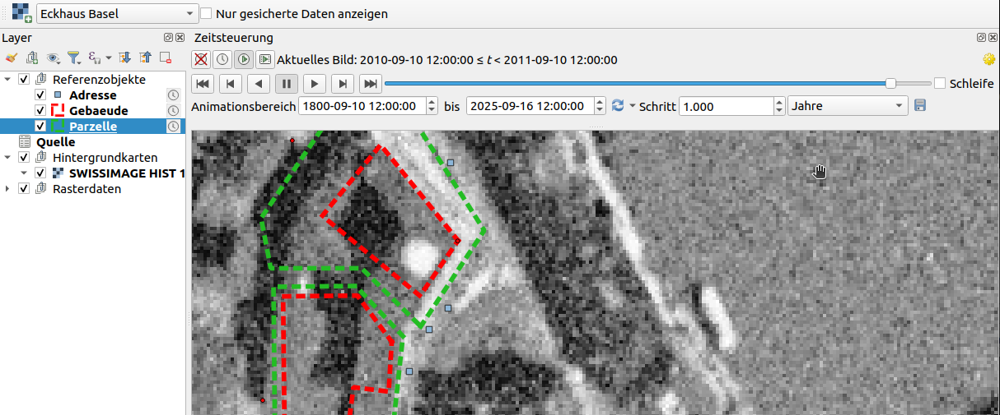 Eckhaus Basel Nur gesicherte Daten anzeigen
Layer
Zeitsteuerung
Aktuelles Bild: 2010-09-10 12:00:00 ≤ t < 2011-09-10 12:00:00
Schleife
Animationsbereich 1800-09-10 12:00:00 bis 2025-09-16 12:00:00 Schritt 1.000 Jahre
Referenzobjekte
Adresse
Gebaeude
Parzelle
Quelle
Hintergrundkarten
SWISSIMAGE HIST 1
Rasterdaten